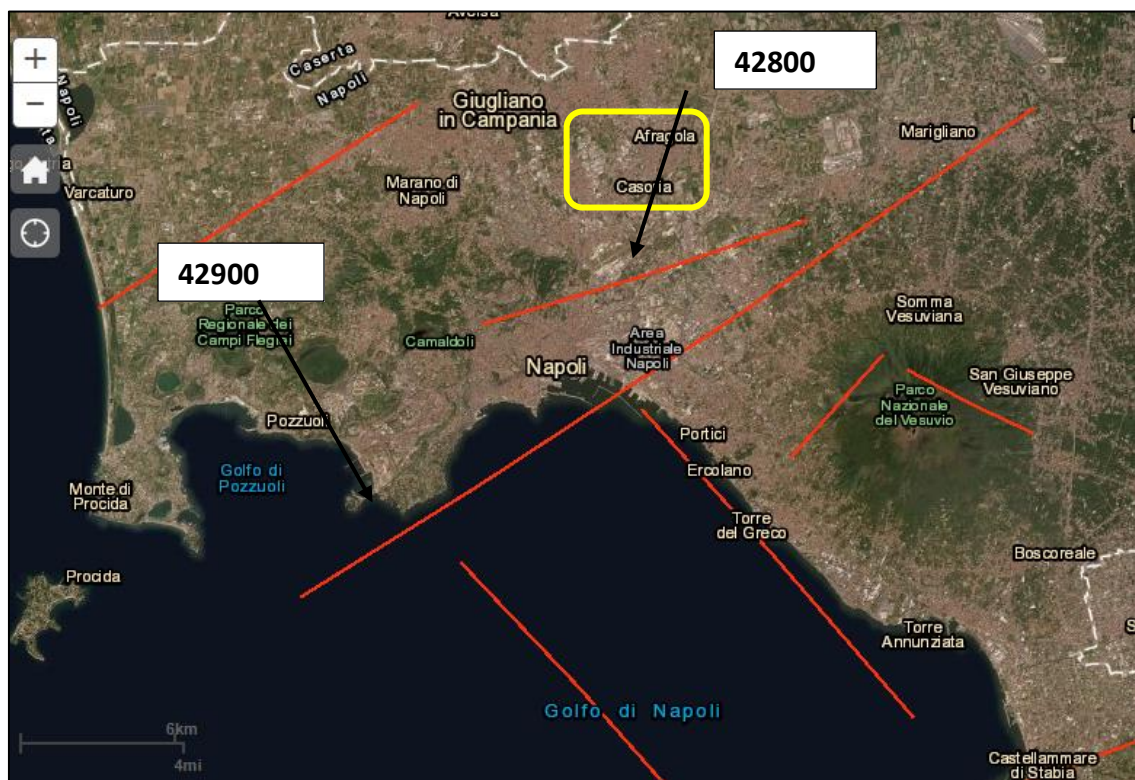 Aversa
Caserta
Napoli
Napoli
+
−
42800
Giugliano
in Campania
Afragola
Marigliano
Casoria
Marano di
Napoli
Varcaturo
42900
Parco
Regionale dei
Campi Flegrei
Camaldoli
Area
Industriale
Napoli
Somma
Vesuviana
Napoli
San Giuseppe
Vesuviano
Parco
Nazionale
del Vesuvio
Pozzuoli
Portici
Golfo di
Pozzuoli
Ercolano
Monte di
Procida
Torre
del Greco
Boscoreale
Procida
Torre
Annunziata
Golfo di Napoli
6km
4mi
Castellammare
di Stabia